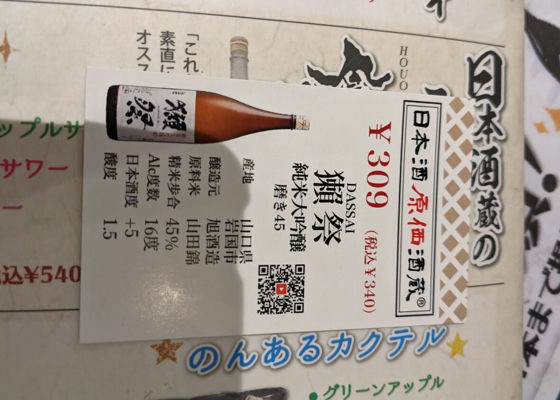 日本酒蔵の
HOUO
「これ
素直に
オス
日本酒原価酒蔵®
¥309
(税込¥340)
DASSAI
獺祭
純米大吟醸
磨き45
産地 山口県
岩国市
醸造元 旭酒造
原料米 山田錦
精米歩合 45%
Alc度数 16度
日本酒度 +5
酸度 1.5
獺祭
ップルサ
サワー
ー
込¥540
のんあるカクテル
●グリーンアップル